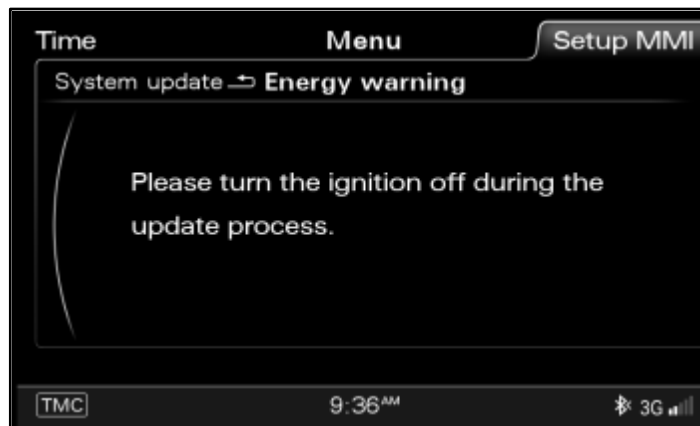 Time Menu Setup MMI
System update Energy warning
Please turn the ignition off during the
update process.
TMC 9:36AM 3G